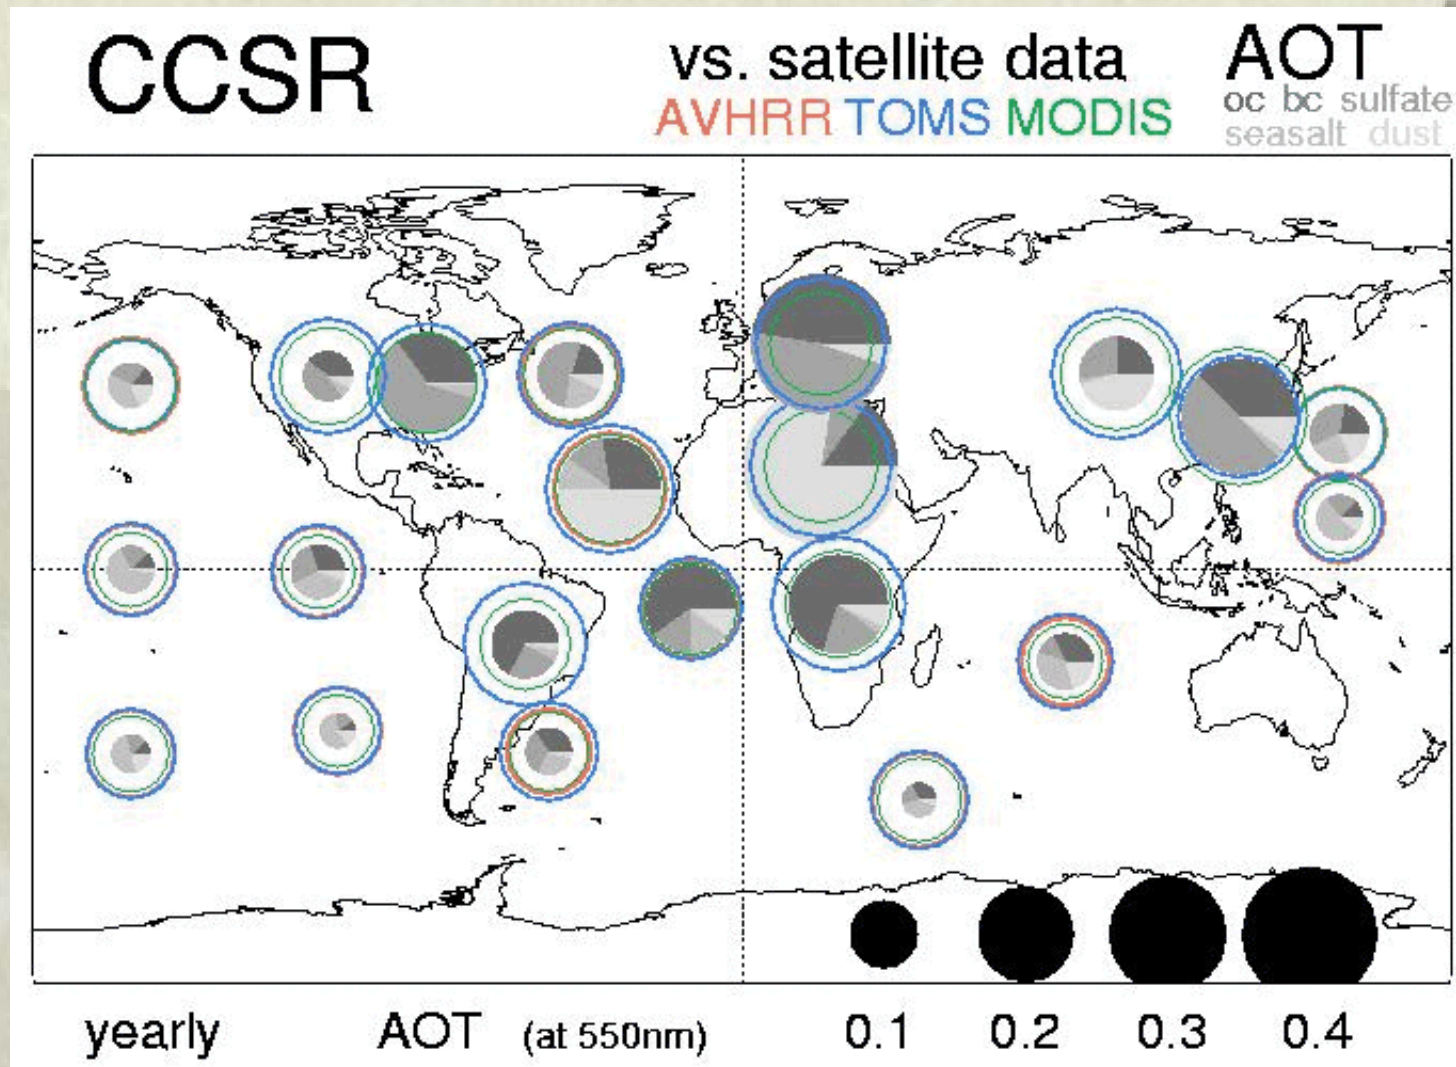 CCSR vs. satellite data AOT
AVHRR TOMS MODIS
oc bc sulfate
seasalt dust
yearly AOT (at 550nm) 0.1 0.2 0.3 0.4